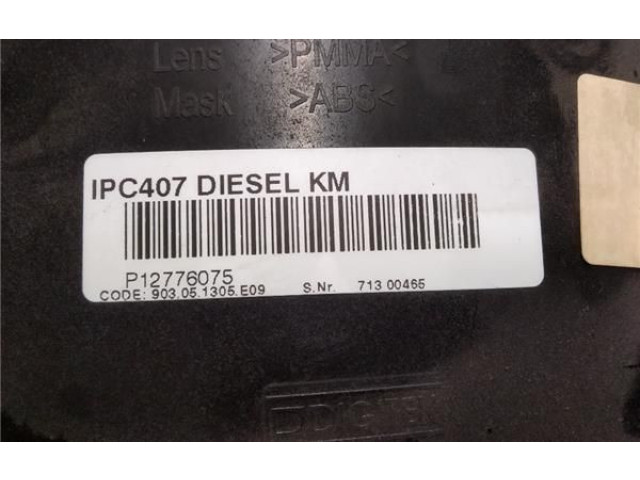 Lens >PMMA<
Mask >ABS<
IPC407 DIESEL KM
P12776075
CODE: 903.05.1305.E09 S.Nr. 713 00465